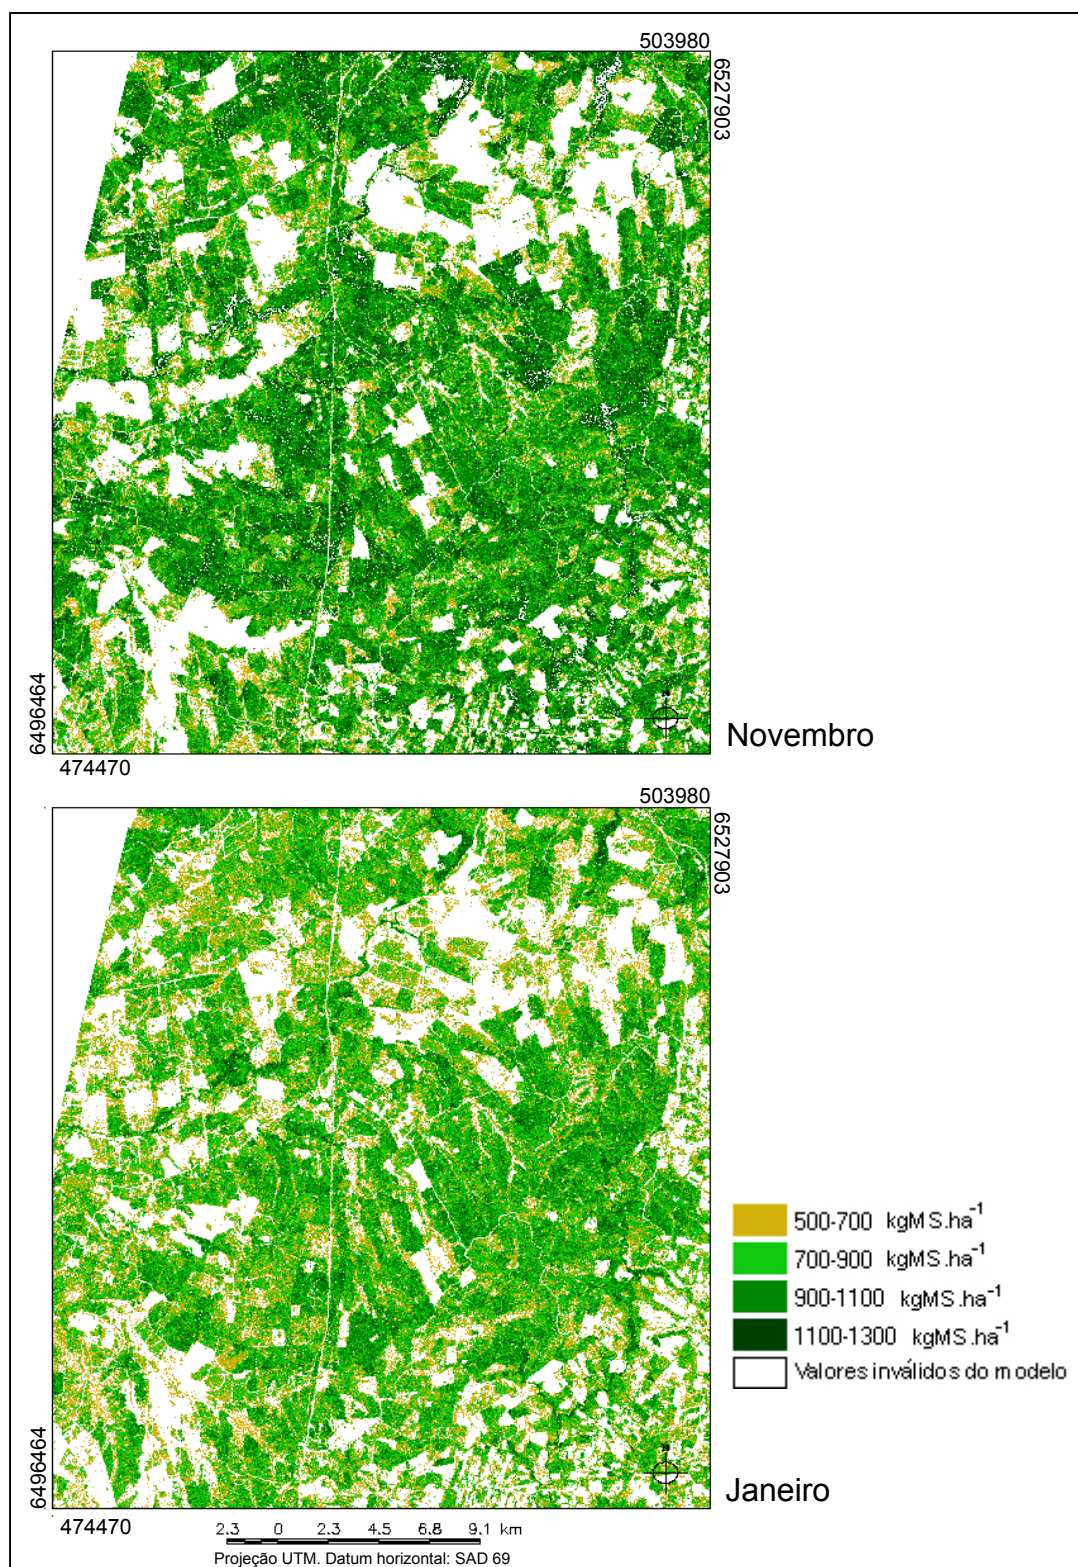 503980
6527903
6496464
474470
Novembro
503980
6527903
500-700 kgMS.ha⁻¹
700-900 kgMS.ha⁻¹
900-1100 kgMS.ha⁻¹
1100-1300 kgMS.ha⁻¹
Valores inválidos do modelo
6496464
474470
Janeiro
2.3 0 2.3 4.5 6.8 9.1 km
Projeção UTM. Datum horizontal: SAD 69